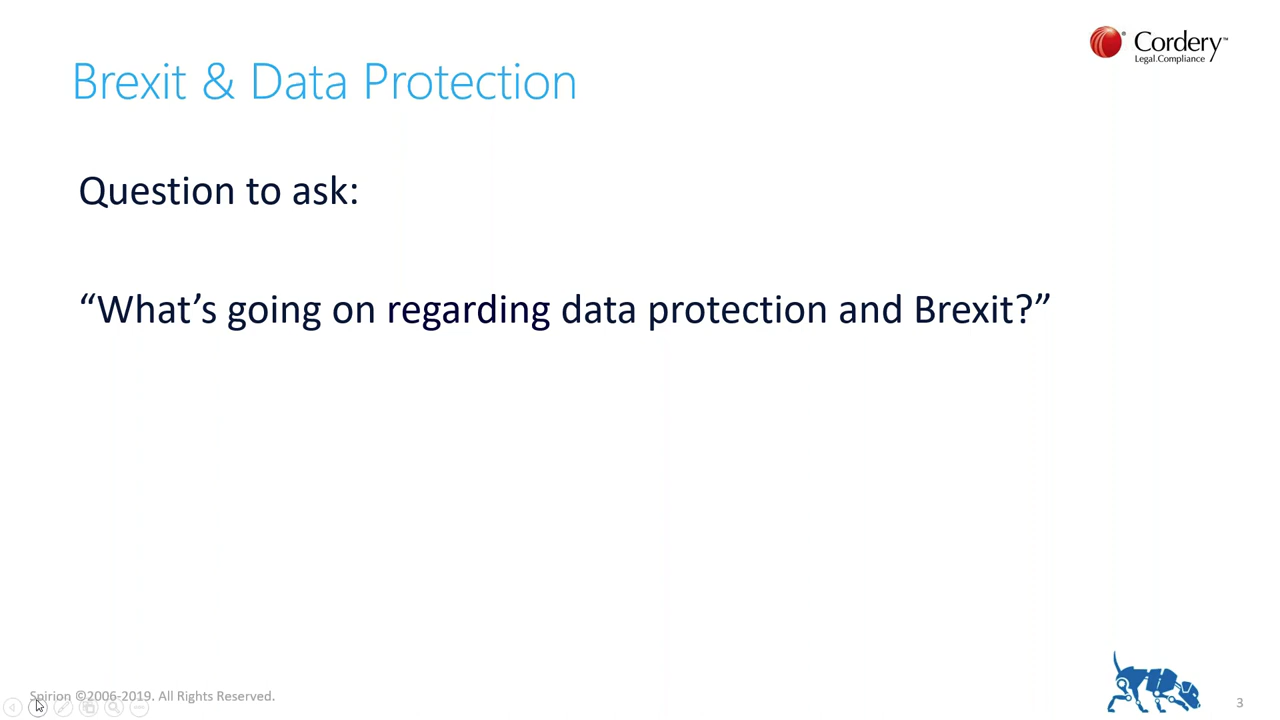 Cordery™
Legal.Compliance
Brexit & Data Protection
Question to ask:
“What’s going on regarding data protection and Brexit?”
Spirion ©2006-2019. All Rights Reserved.
3